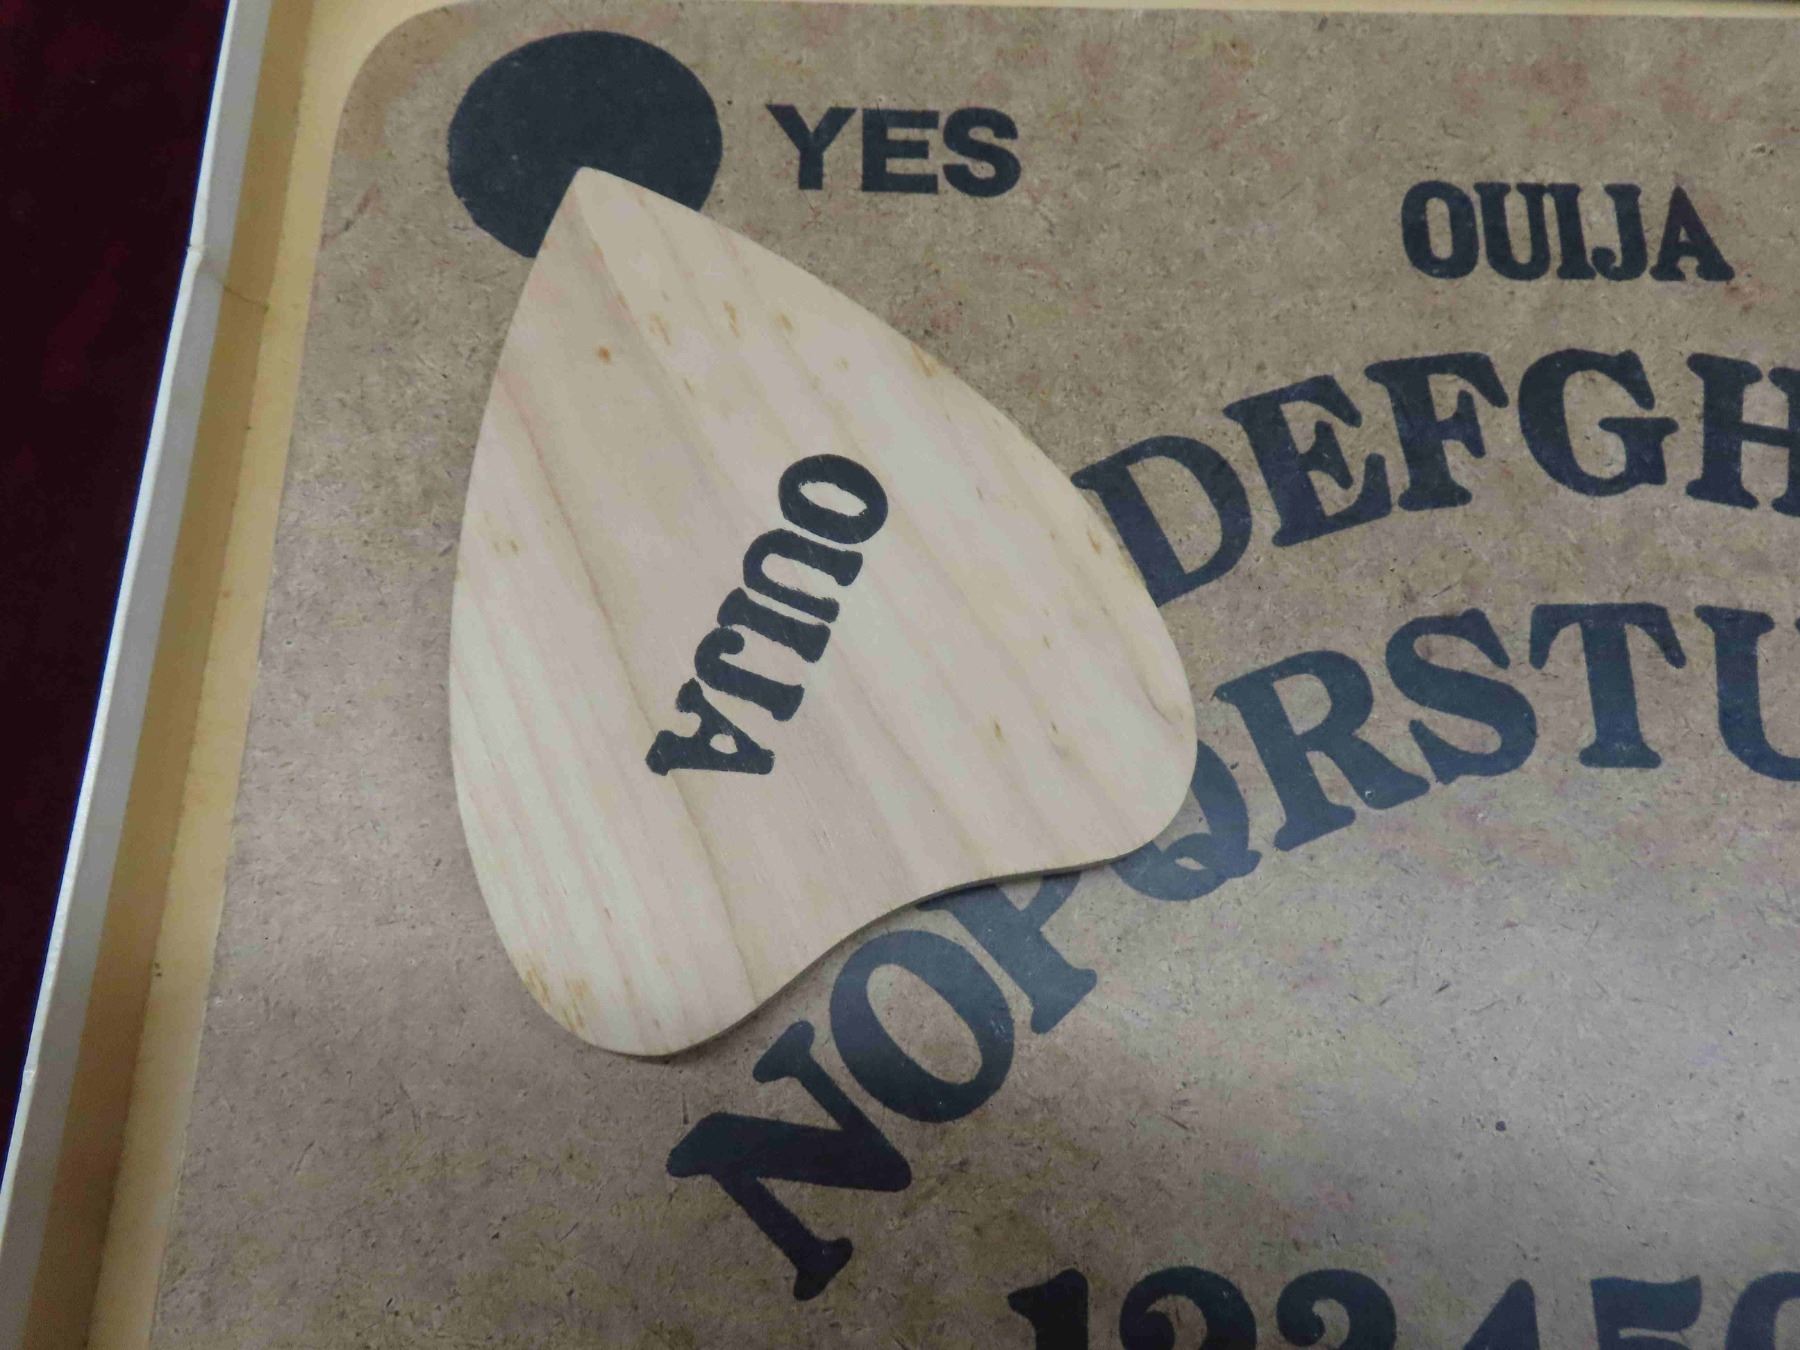 YES
OUIJA
DEFGH
OUIJA
NOPQRSTU
12345